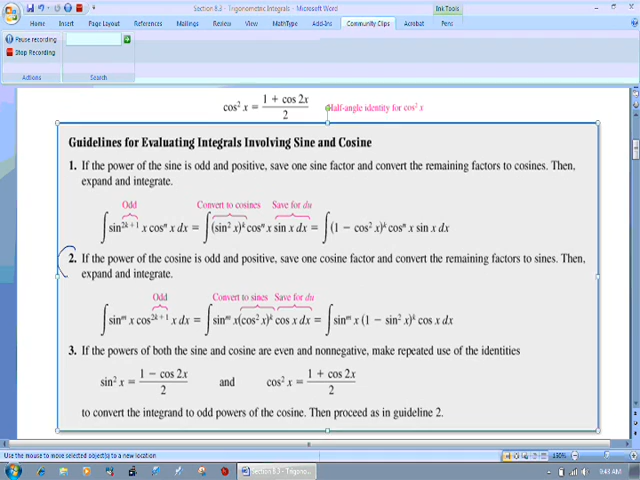 Section 8.3 - Trigonometric Integrals - Microsoft Word
Ink Tools
Home Insert Page Layout References Mailings Review View MathType Add-Ins Community Clips Acrobat Pens
Pause recording
Stop Recording
Actions Search
cos² x = (1 + cos 2x)/2 Half-angle identity for cos² x
Guidelines for Evaluating Integrals Involving Sine and Cosine
1. If the power of the sine is odd and positive, save one sine factor and convert the remaining factors to cosines. Then,
expand and integrate.
Odd Convert to cosines Save for du
∫ sin²ᵏ⁺¹ x cosⁿ x dx = ∫ (sin² x)ᵏ cosⁿ x sin x dx = ∫ (1 − cos² x)ᵏ cosⁿ x sin x dx
2. If the power of the cosine is odd and positive, save one cosine factor and convert the remaining factors to sines. Then,
expand and integrate.
Odd Convert to sines Save for du
∫ sinᵐ x cos²ᵏ⁺¹ x dx = ∫ sinᵐ x(cos² x)ᵏ cos x dx = ∫ sinᵐ x (1 − sin² x)ᵏ cos x dx
3. If the powers of both the sine and cosine are even and nonnegative, make repeated use of the identities
sin² x = (1 − cos 2x)/2 and cos² x = (1 + cos 2x)/2
to convert the integrand to odd powers of the cosine. Then proceed as in guideline 2.
Use the mouse to move selected object(s) to a new location
150%
Section 8.3 - Trigono...
9:43 AM